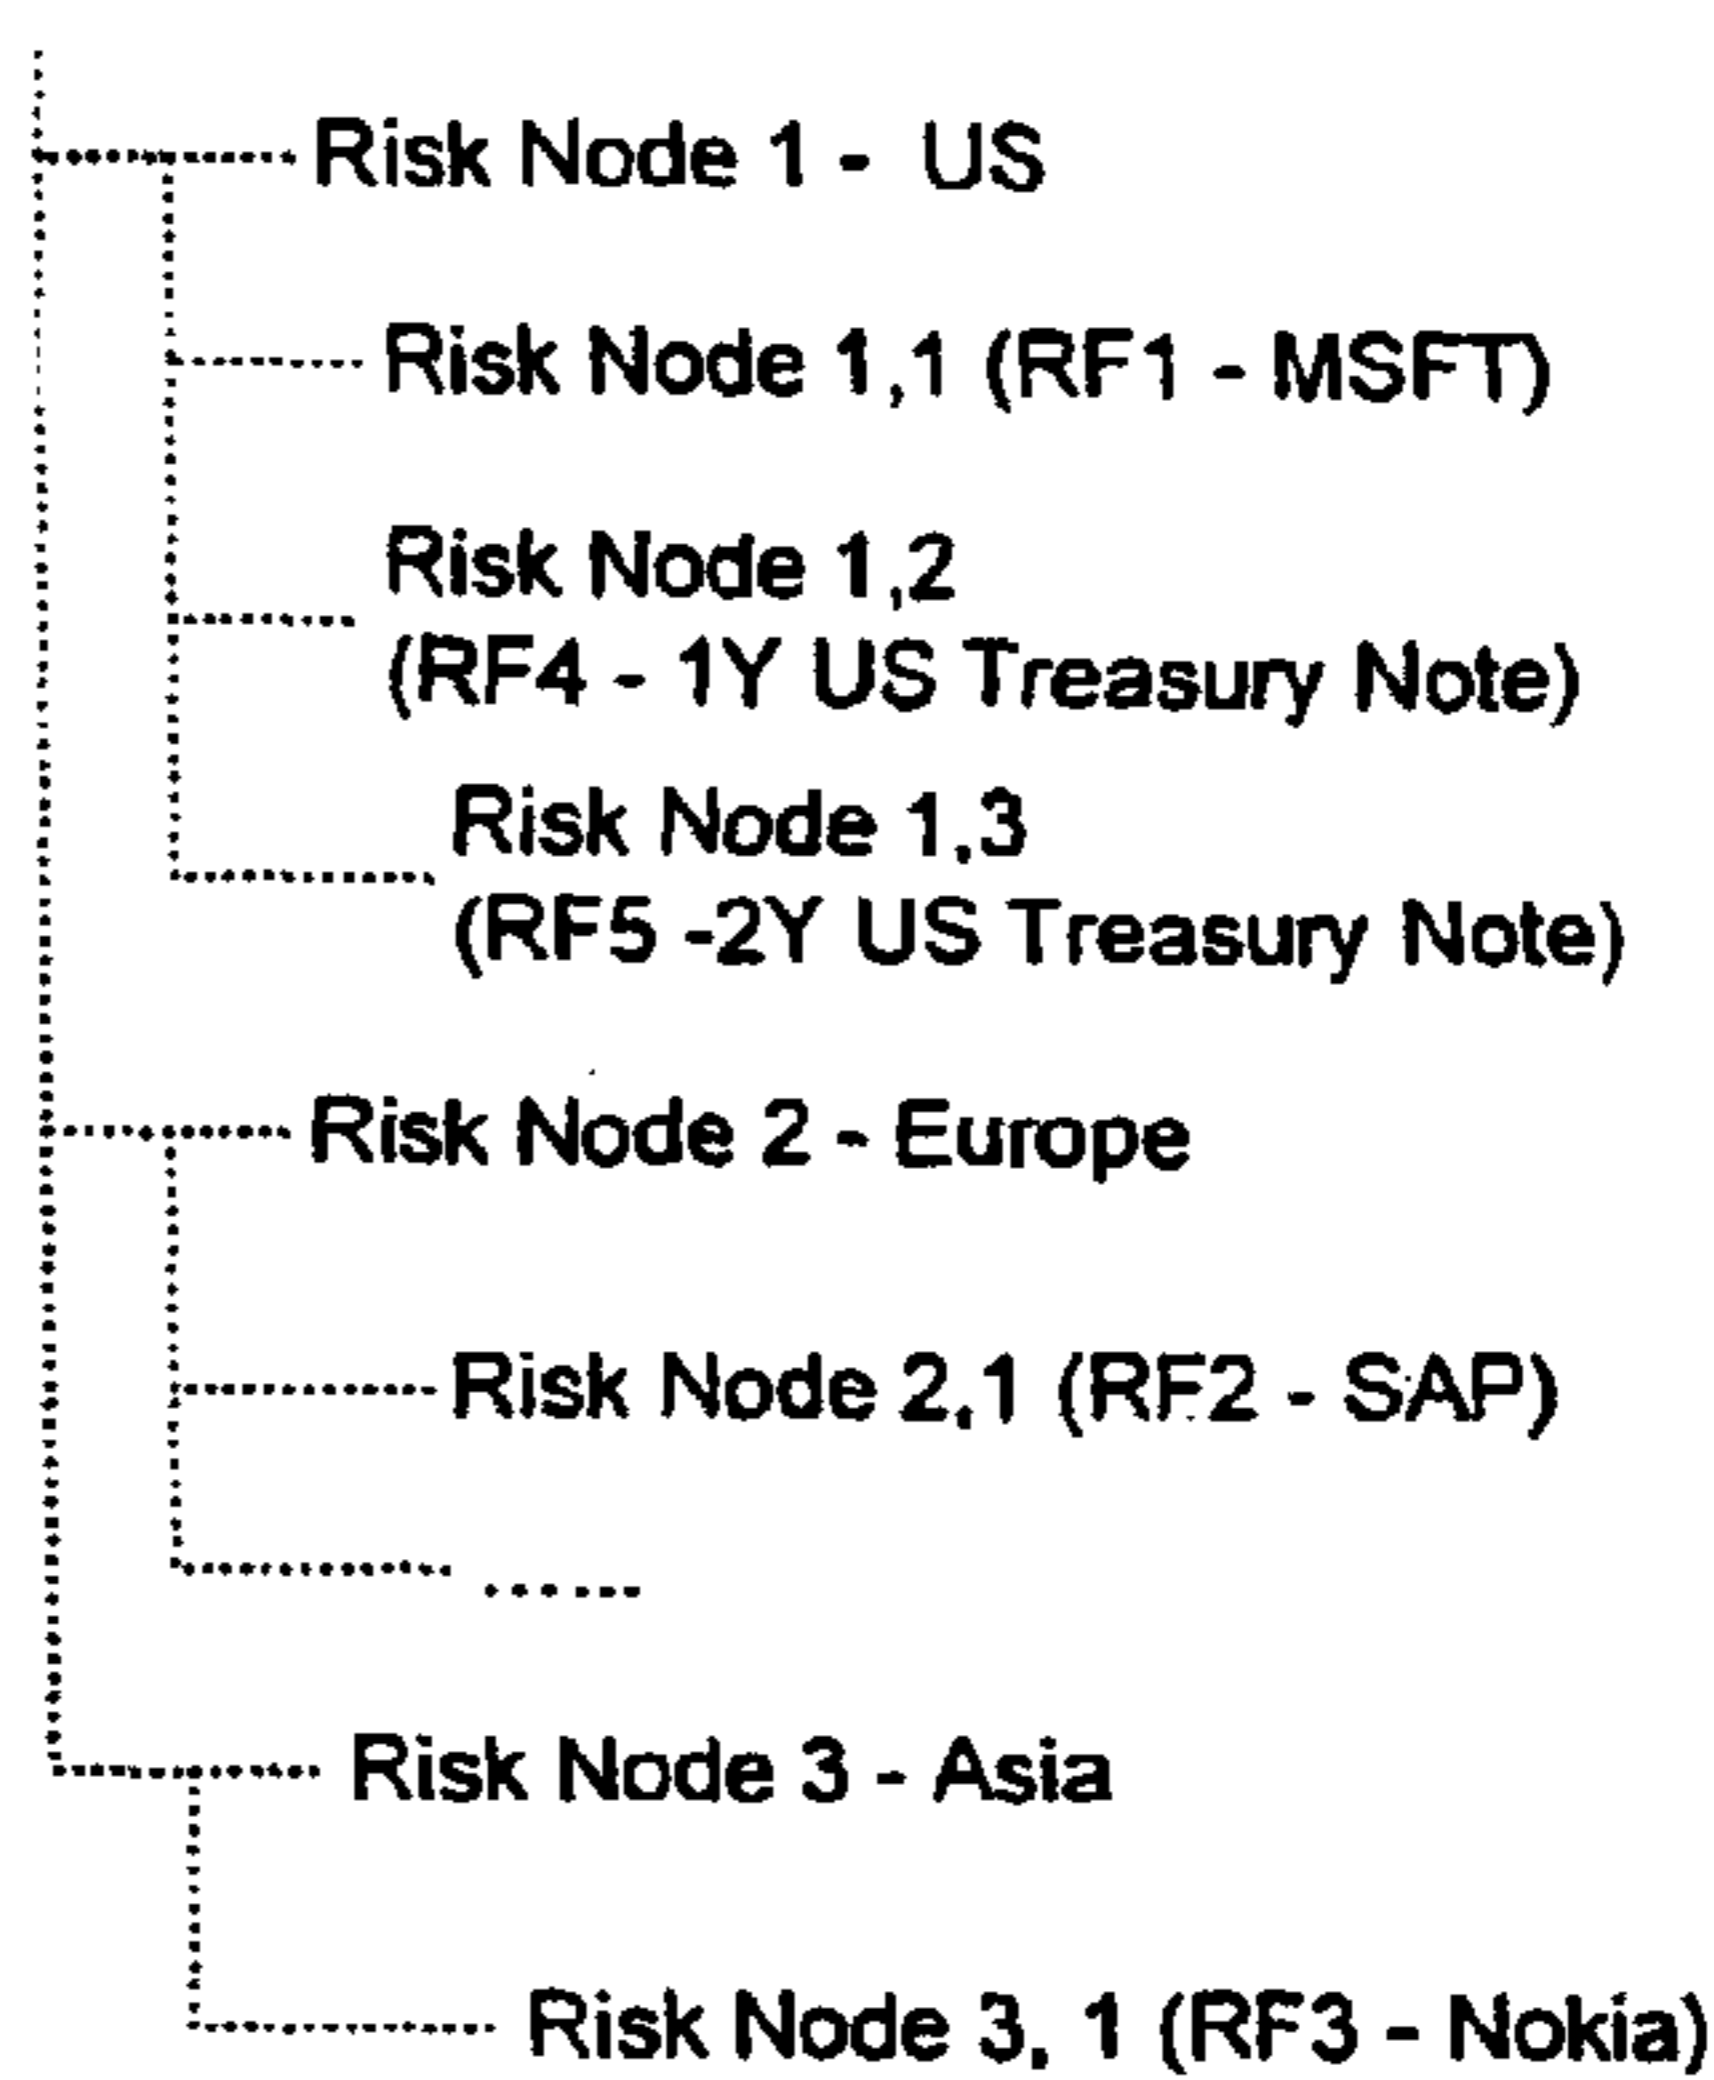 Risk Node 1 - US
Risk Node 1,1 (RF1 - MSFT)
Risk Node 1,2
(RF4 - 1Y US Treasury Note)
Risk Node 1,3
(RF5 -2Y US Treasury Note)
Risk Node 2 - Europe
Risk Node 2,1 (RF2 - SAP)
......
Risk Node 3 - Asia
Risk Node 3, 1 (RF3 - Nokia)